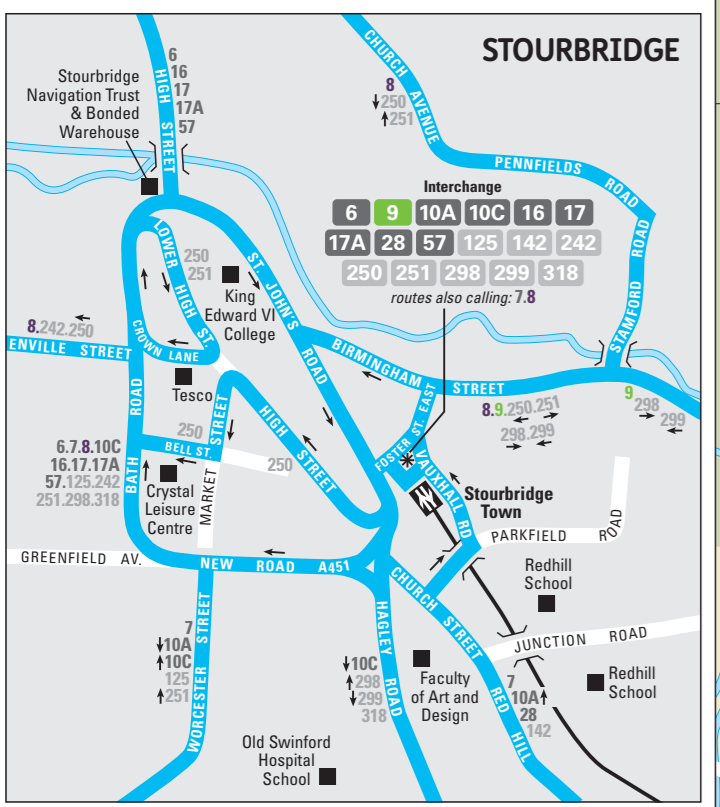 STOURBRIDGE
HIGH STREET
6
16
17
17A
57
Stourbridge
Navigation Trust
& Bonded
Warehouse
CHURCH AVENUE
8
↓250
↑251
PENNFIELDS ROAD
STAMFORD ROAD
Interchange
6 9 10A 10C 16 17
17A 28 57 125 142 242
250 251 298 299 318
routes also calling: 7.8
LOWER HIGH ST.
250
251
King
Edward VI
College
ST. JOHN'S ROAD
←
8.242.250
ENVILLE STREET
CROWN LANE
Tesco
BIRMINGHAM STREET
8.9.250.251
→ ←
298.299
9
298
→
299
←
BATH ROAD
6.7.8.10C
16.17.17A
57.125.242
251.298.318
250
BELL ST.
MARKET STREET
HIGH STREET
250
Crystal
Leisure
Centre
FOSTER ST. EAST
VAUXHALL RD
Stourbridge
Town
PARKFIELD ROAD
GREENFIELD AV.
NEW ROAD A451
CHURCH STREET
Redhill
School
JUNCTION ROAD
WORCESTER STREET
7
↓10A
↑10C
125
↑251
HAGLEY ROAD
↓10C
↑298
↓299
318
Faculty
of Art and
Design
RED HILL
7
10A↑
28
142
Redhill
School
Old Swinford
Hospital
School